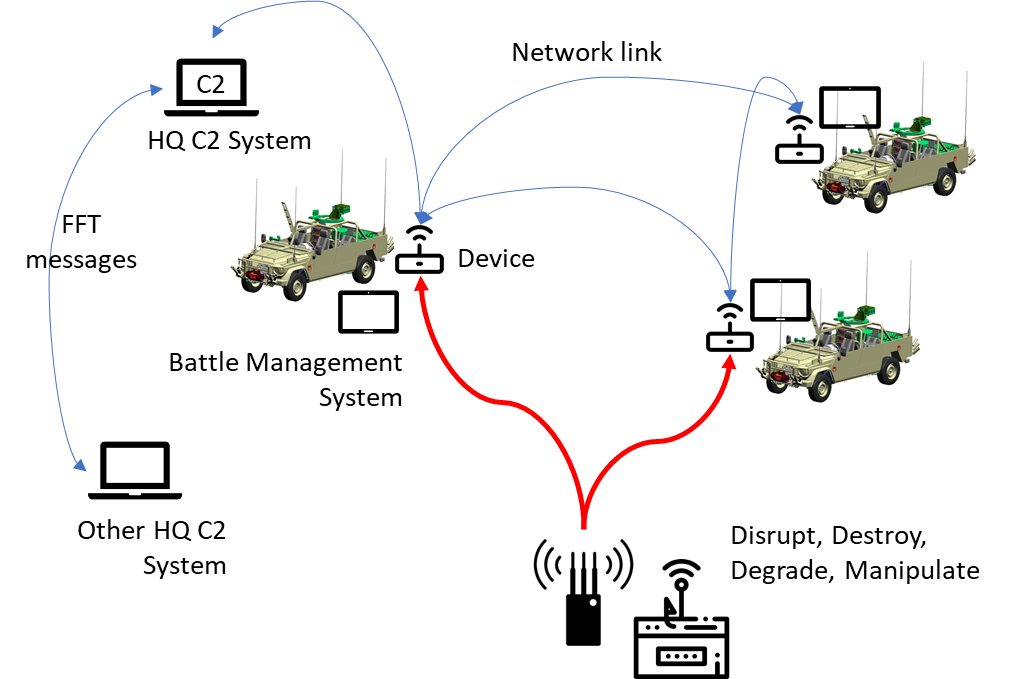 Network link
C2
HQ C2 System
FFT
messages
Device
Battle Management
System
Other HQ C2
System
Disrupt, Destroy,
Degrade, Manipulate